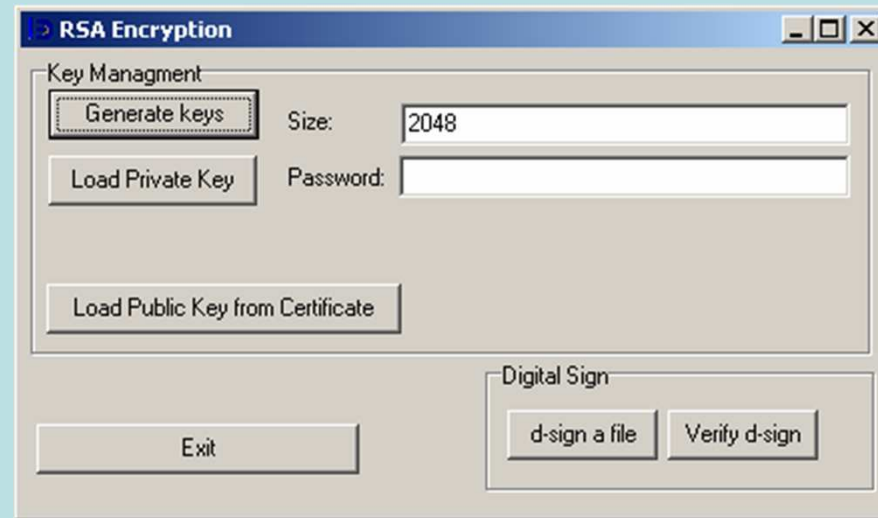 RSA Encryption
Key Managment
Generate keys
Size:
2048
Load Private Key
Password:
Load Public Key from Certificate
Digital Sign
d-sign a file
Verify d-sign
Exit